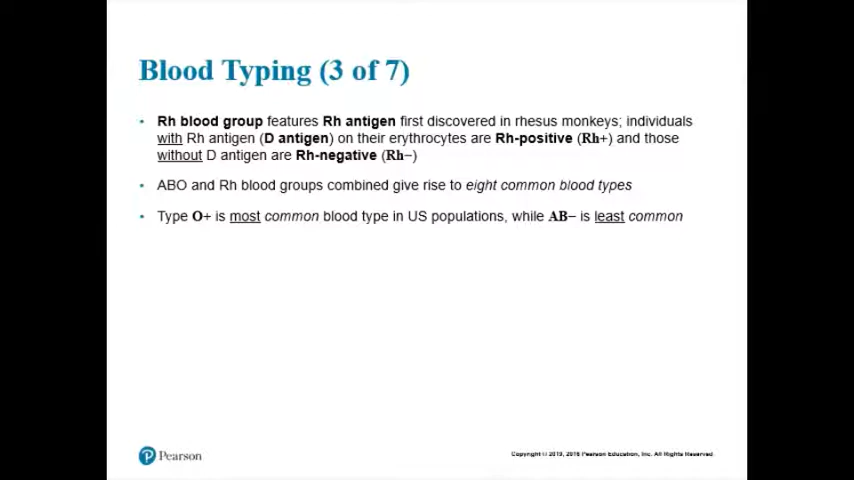 Blood Typing (3 of 7)
• Rh blood group features Rh antigen first discovered in rhesus monkeys; individuals
with Rh antigen (D antigen) on their erythrocytes are Rh-positive (Rh+) and those
without D antigen are Rh-negative (Rh−)
• ABO and Rh blood groups combined give rise to eight common blood types
• Type O+ is most common blood type in US populations, while AB− is least common
Pearson
Copyright © 2019, 2016 Pearson Education, Inc. All Rights Reserved